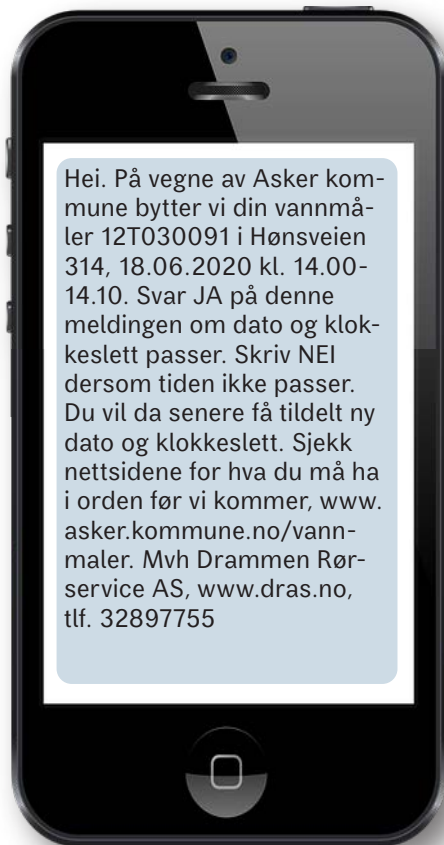 Hei. På vegne av Asker kom-
mune bytter vi din vannmå-
ler 12T030091 i Hønsveien
314, 18.06.2020 kl. 14.00-
14.10. Svar JA på denne
meldingen om dato og klok-
keslett passer. Skriv NEI
dersom tiden ikke passer.
Du vil da senere få tildelt ny
dato og klokkeslett. Sjekk
nettsidene for hva du må ha
i orden før vi kommer, www.
asker.kommune.no/vann-
maler. Mvh Drammen Rør-
service AS, www.dras.no,
tlf. 32897755